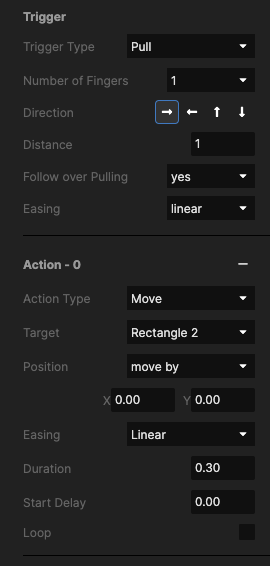 Trigger
Trigger Type Pull
Number of Fingers 1
Direction
Distance 1
Follow over Pulling yes
Easing linear
Action - 0
Action Type Move
Target Rectangle 2
Position move by
X 0.00 Y 0.00
Easing Linear
Duration 0.30
Start Delay 0.00
Loop